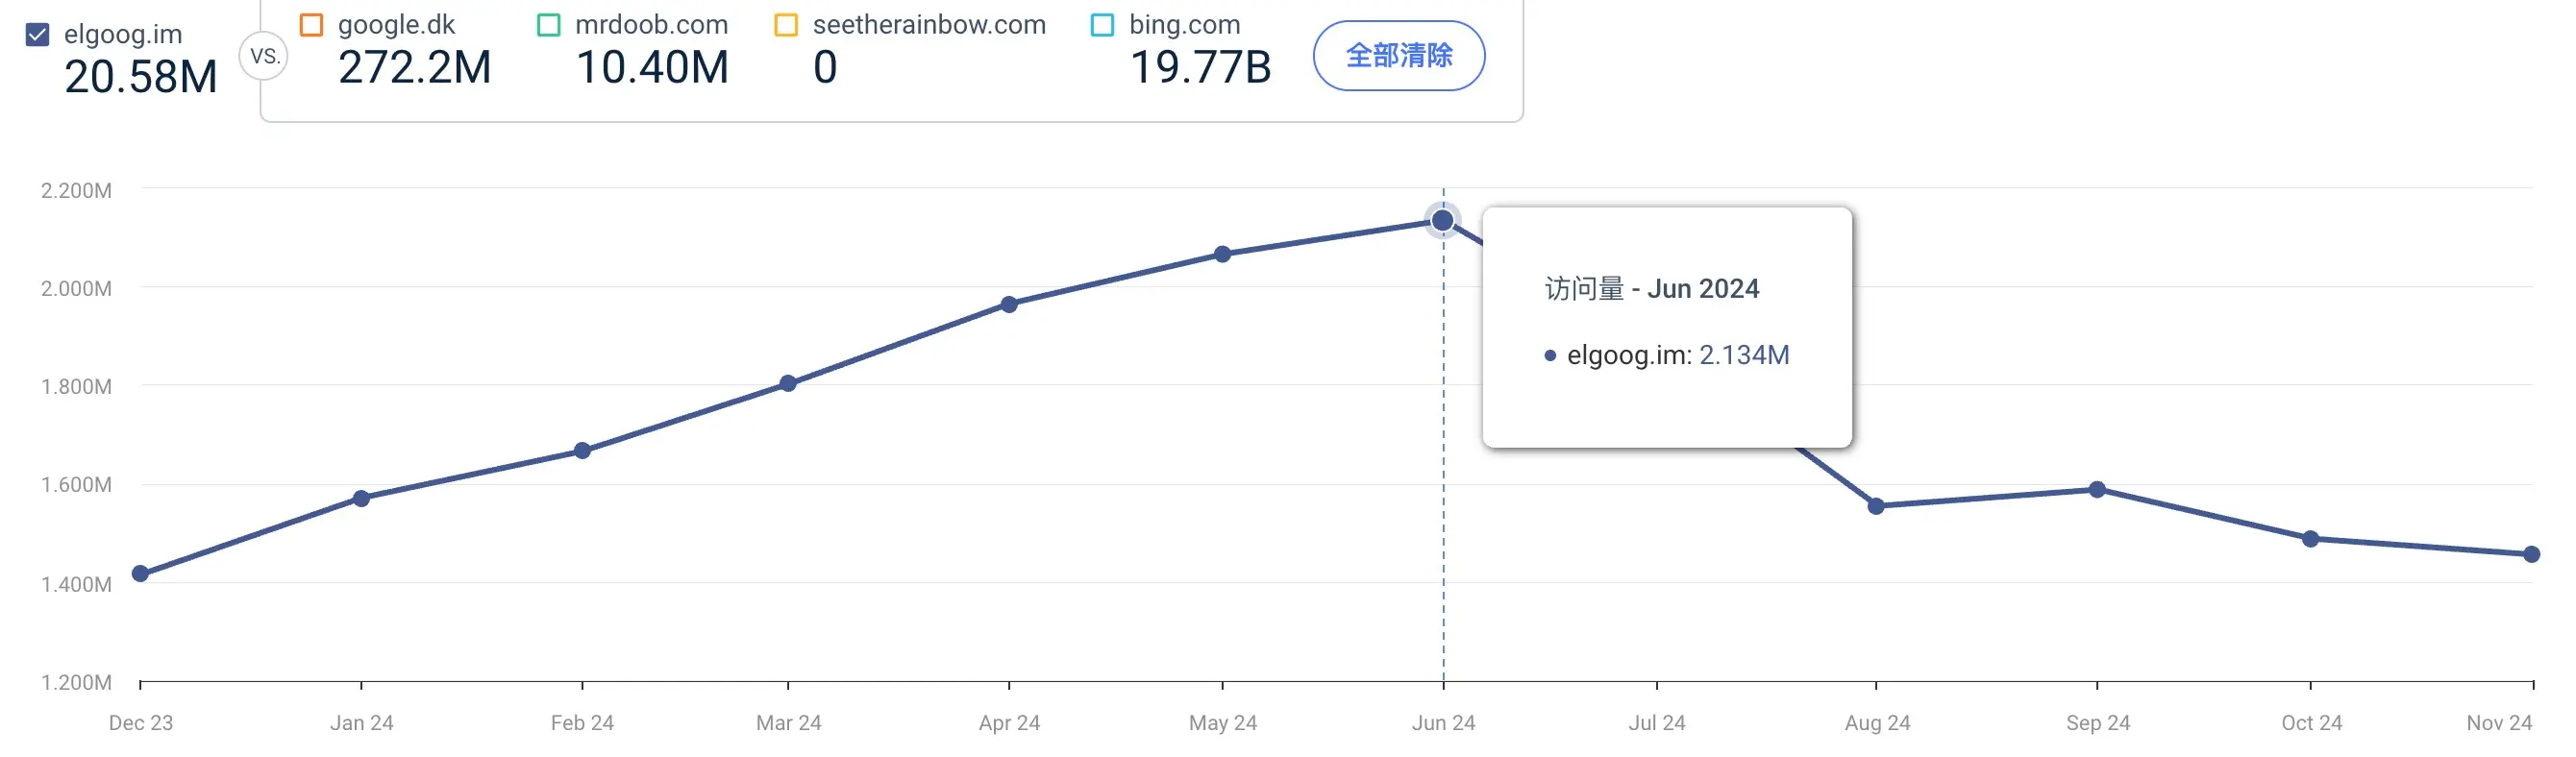 elgoog.im
20.58M
VS.
google.dk
272.2M
mrdoob.com
10.40M
seetherainbow.com
0
bing.com
19.77B
全部清除
2.200M
2.000M
1.800M
1.600M
1.400M
1.200M
访问量 - Jun 2024
elgoog.im: 2.134M
Dec 23
Jan 24
Feb 24
Mar 24
Apr 24
May 24
Jun 24
Jul 24
Aug 24
Sep 24
Oct 24
Nov 24